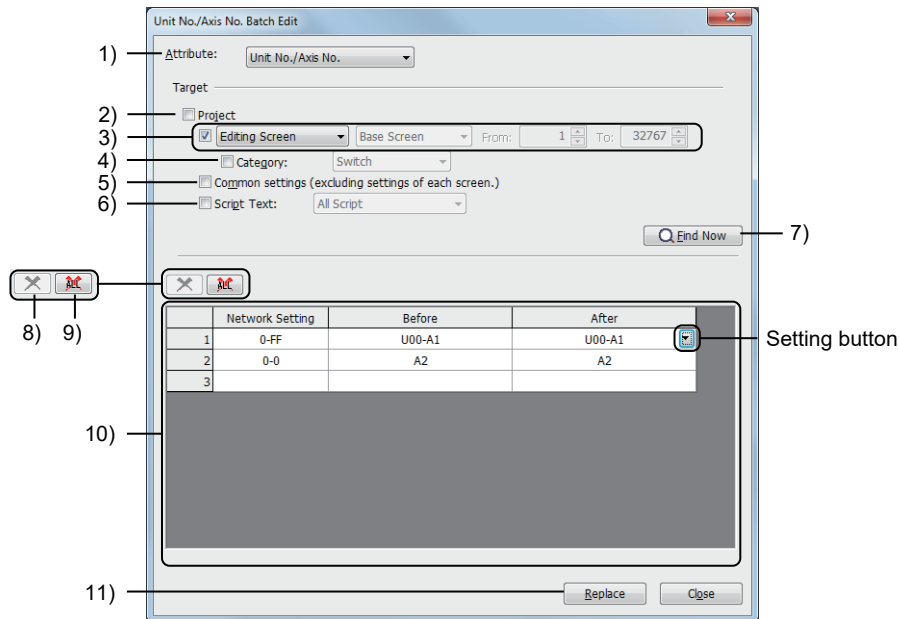 Unit No./Axis No. Batch Edit
1) Attribute: Unit No./Axis No.
Target
2) Project
3) Editing Screen Base Screen From: 1 To: 32767
4) Category: Switch
5) Common settings (excluding settings of each screen.)
6) Script Text: All Script
Find Now 7)
ALL ALL
8) 9)
Network Setting Before After
1 0-FF U00-A1 U00-A1 Setting button
2 0-0 A2 A2
3
10)
11) Replace Close